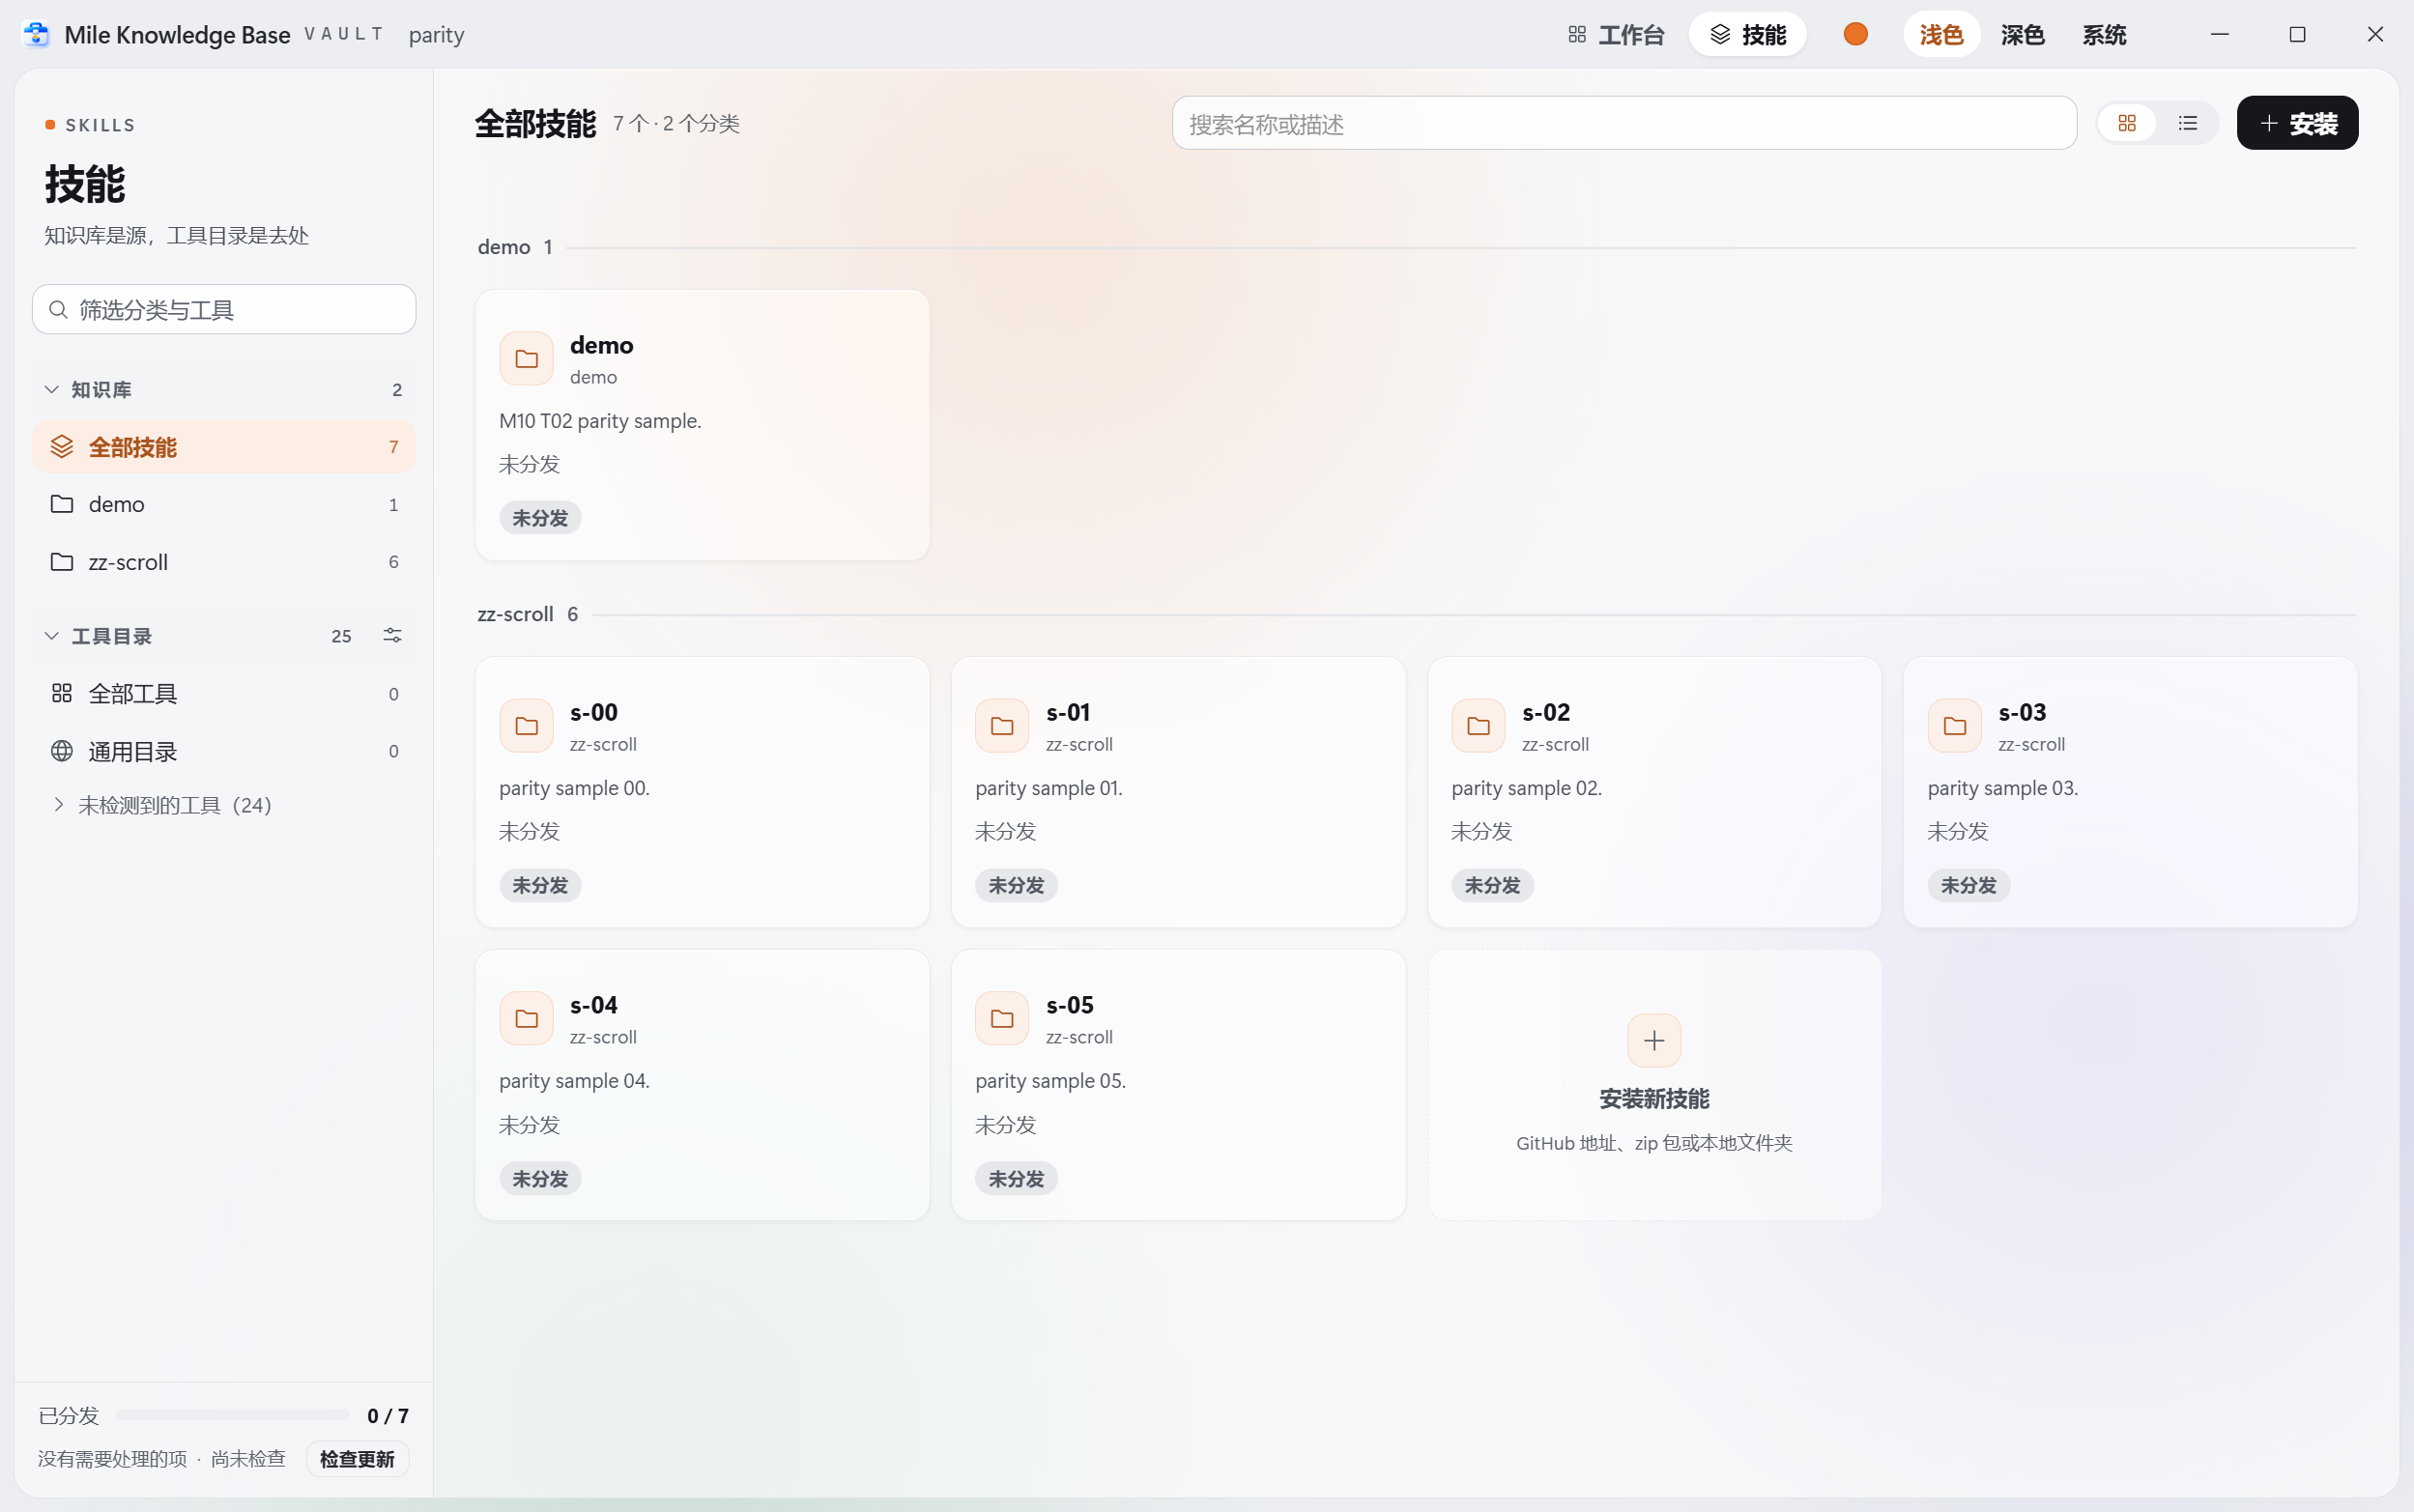 Mile Knowledge Base VAULT parity
工作台 技能 浅色 深色 系统
SKILLS
技能
知识库是源，工具目录是去处
筛选分类与工具
知识库 2
全部技能 7
demo 1
zz-scroll 6
工具目录 25
全部工具 0
通用目录 0
未检测到的工具（24）
已分发 0 / 7
没有需要处理的项 · 尚未检查 检查更新
全部技能 7 个 · 2 个分类
搜索名称或描述
安装
demo 1
demo
demo
M10 T02 parity sample.
未分发
未分发
zz-scroll 6
s-00
zz-scroll
parity sample 00.
未分发
未分发
s-01
zz-scroll
parity sample 01.
未分发
未分发
s-02
zz-scroll
parity sample 02.
未分发
未分发
s-03
zz-scroll
parity sample 03.
未分发
未分发
s-04
zz-scroll
parity sample 04.
未分发
未分发
s-05
zz-scroll
parity sample 05.
未分发
未分发
安装新技能
GitHub 地址、zip 包或本地文件夹